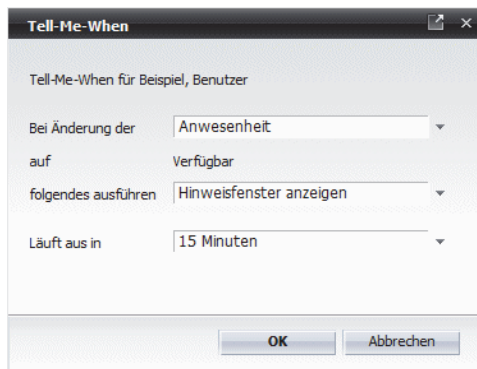 Tell-Me-When
Tell-Me-When für Beispiel, Benutzer
Bei Änderung der Anwesenheit
auf Verfügbar
folgendes ausführen Hinweisfenster anzeigen
Läuft aus in 15 Minuten
OK Abbrechen